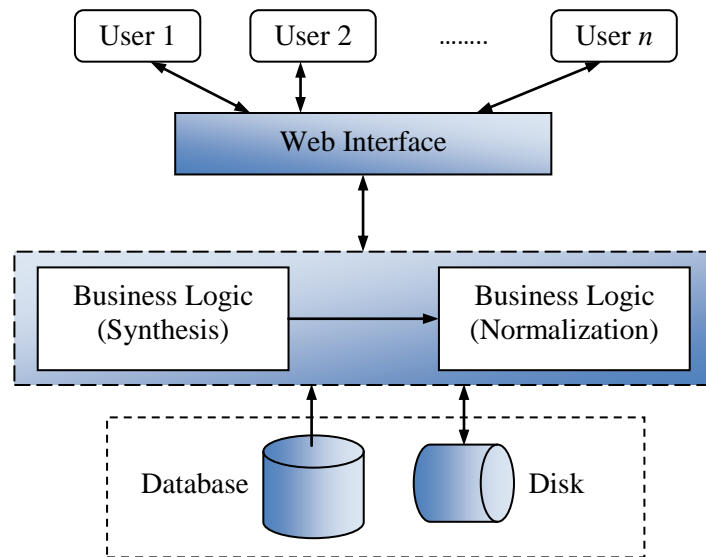 User 1
User 2
……..
User n
Web Interface
Business Logic
(Synthesis)
Business Logic
(Normalization)
Database
Disk